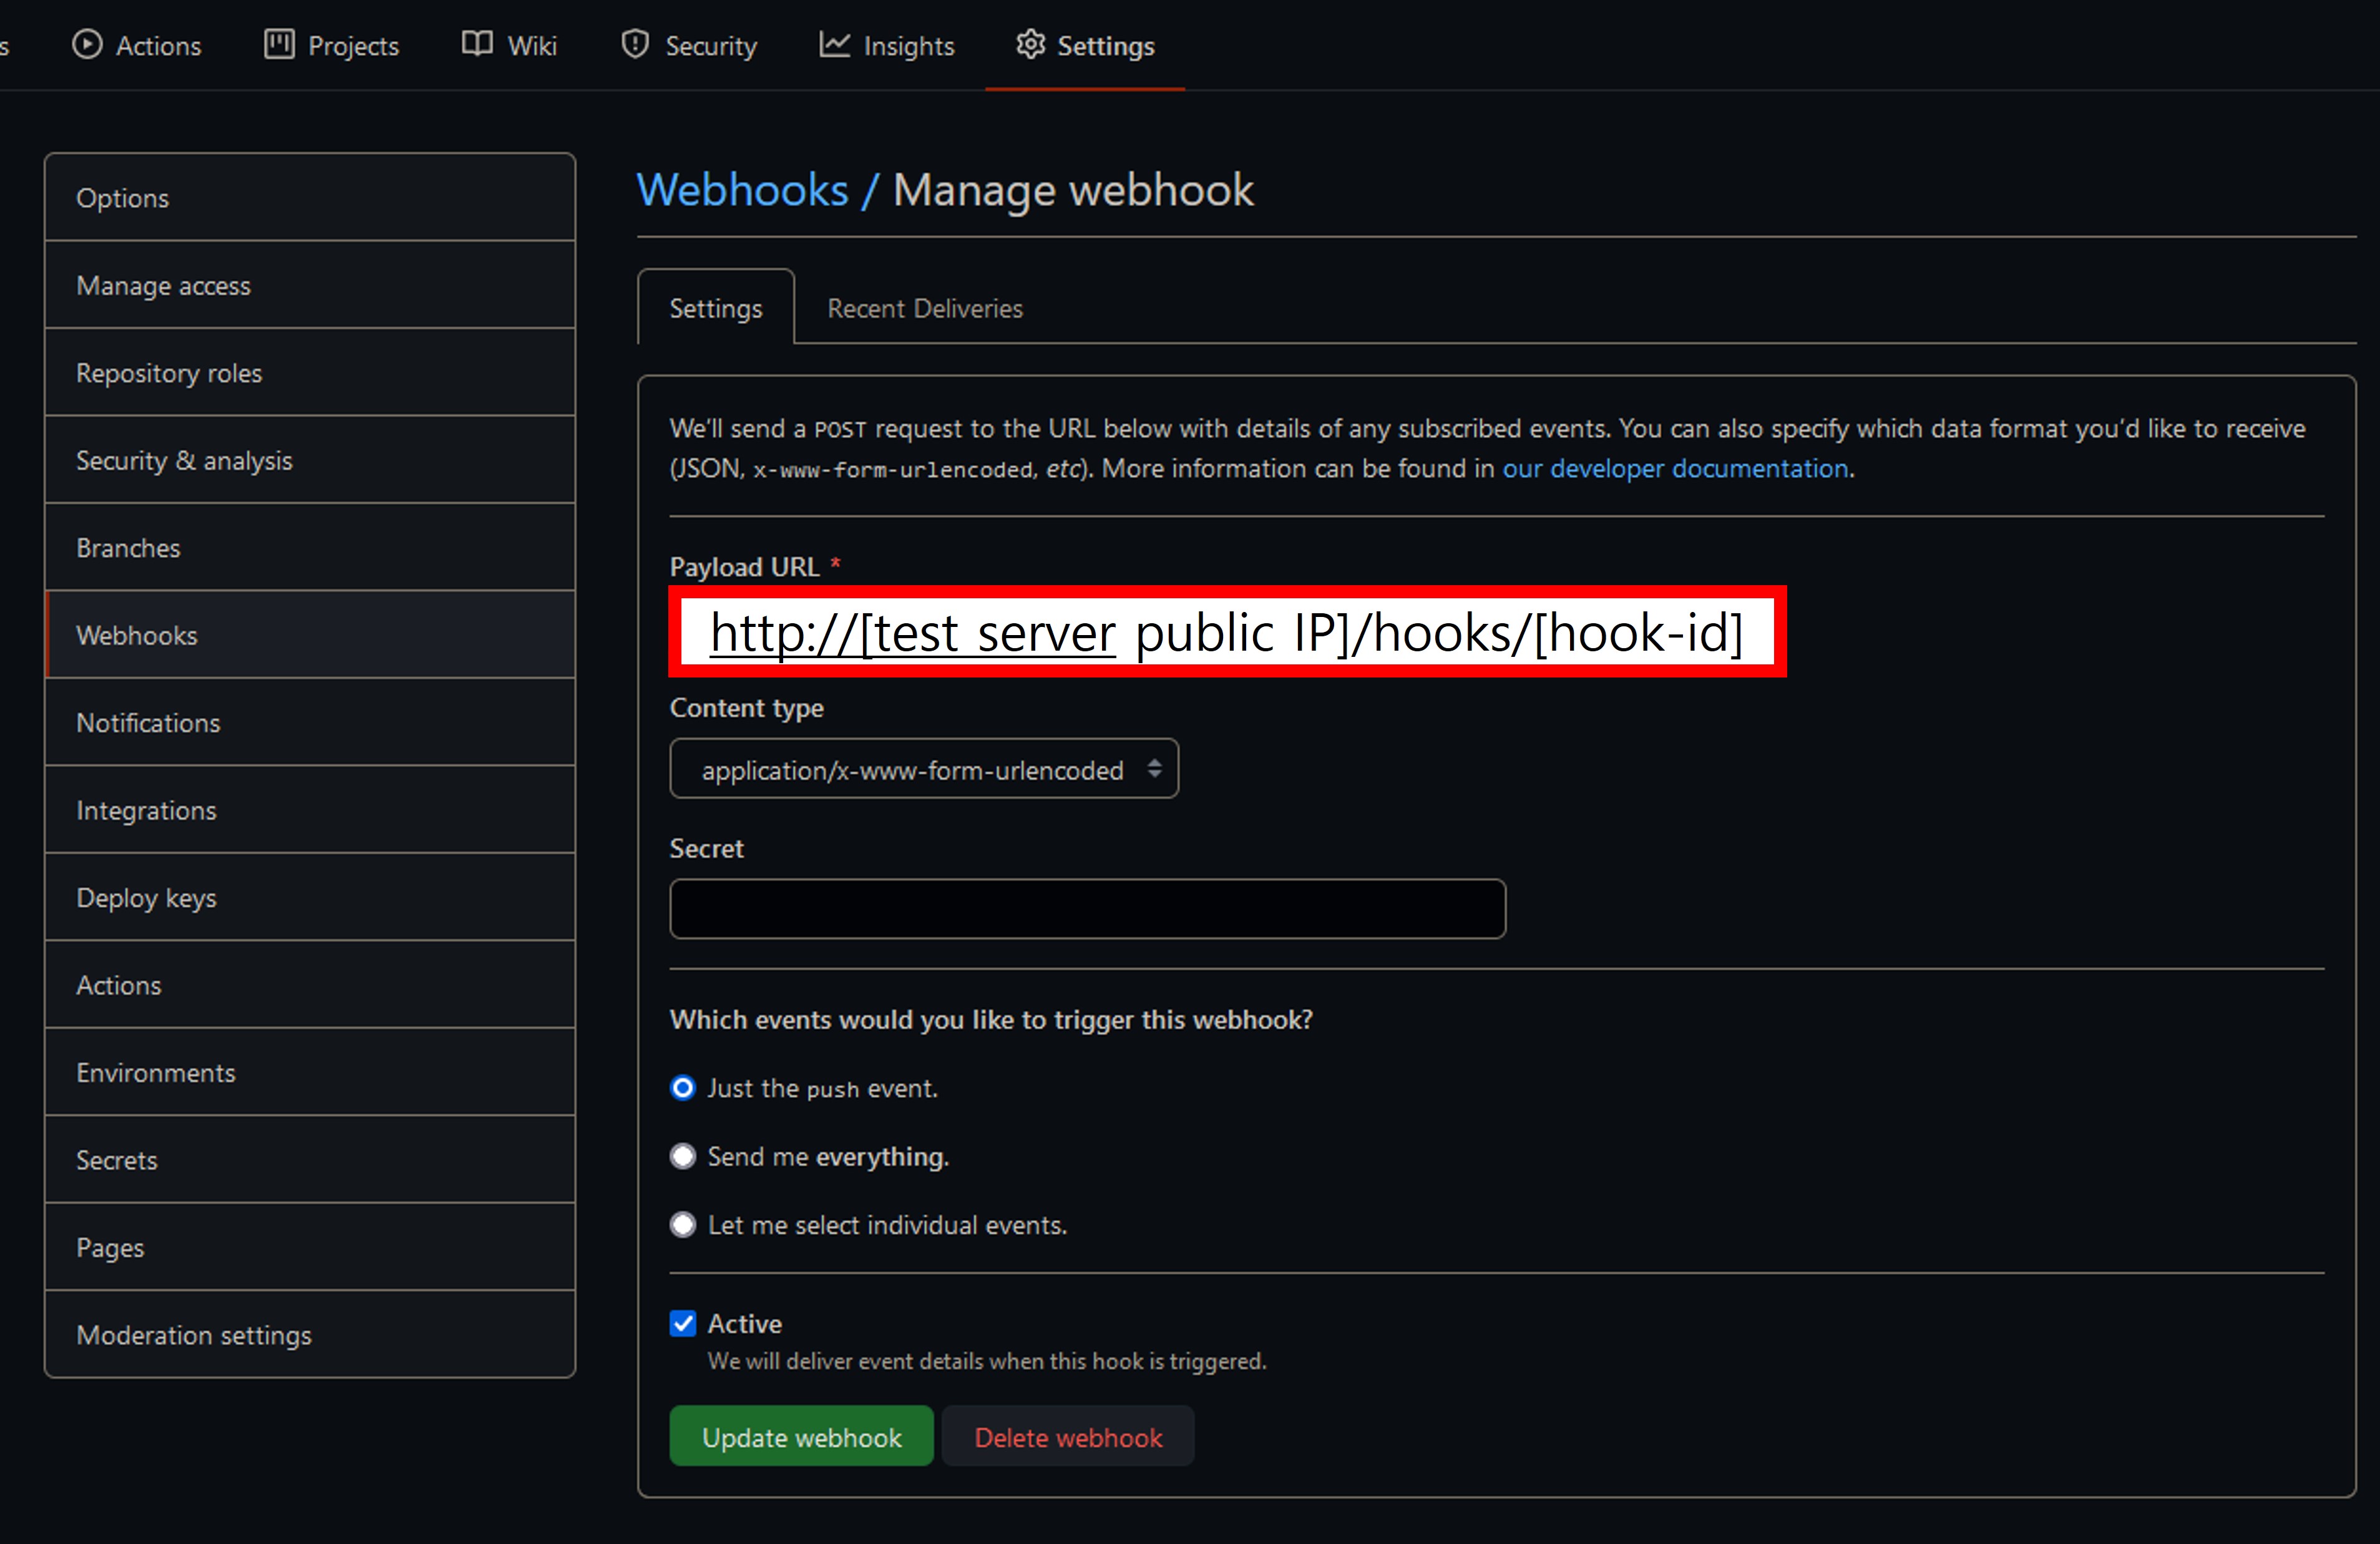 s Actions Projects Wiki Security Insights Settings
Options
Manage access
Repository roles
Security & analysis
Branches
Webhooks
Notifications
Integrations
Deploy keys
Actions
Environments
Secrets
Pages
Moderation settings
Webhooks / Manage webhook
Settings Recent Deliveries
We'll send a POST request to the URL below with details of any subscribed events. You can also specify which data format you'd like to receive
(JSON, x-www-form-urlencoded, etc). More information can be found in our developer documentation.
Payload URL *
http://[test server public IP]/hooks/[hook-id]
Content type
application/x-www-form-urlencoded
Secret
Which events would you like to trigger this webhook?
Just the push event.
Send me everything.
Let me select individual events.
Active
We will deliver event details when this hook is triggered.
Update webhook Delete webhook